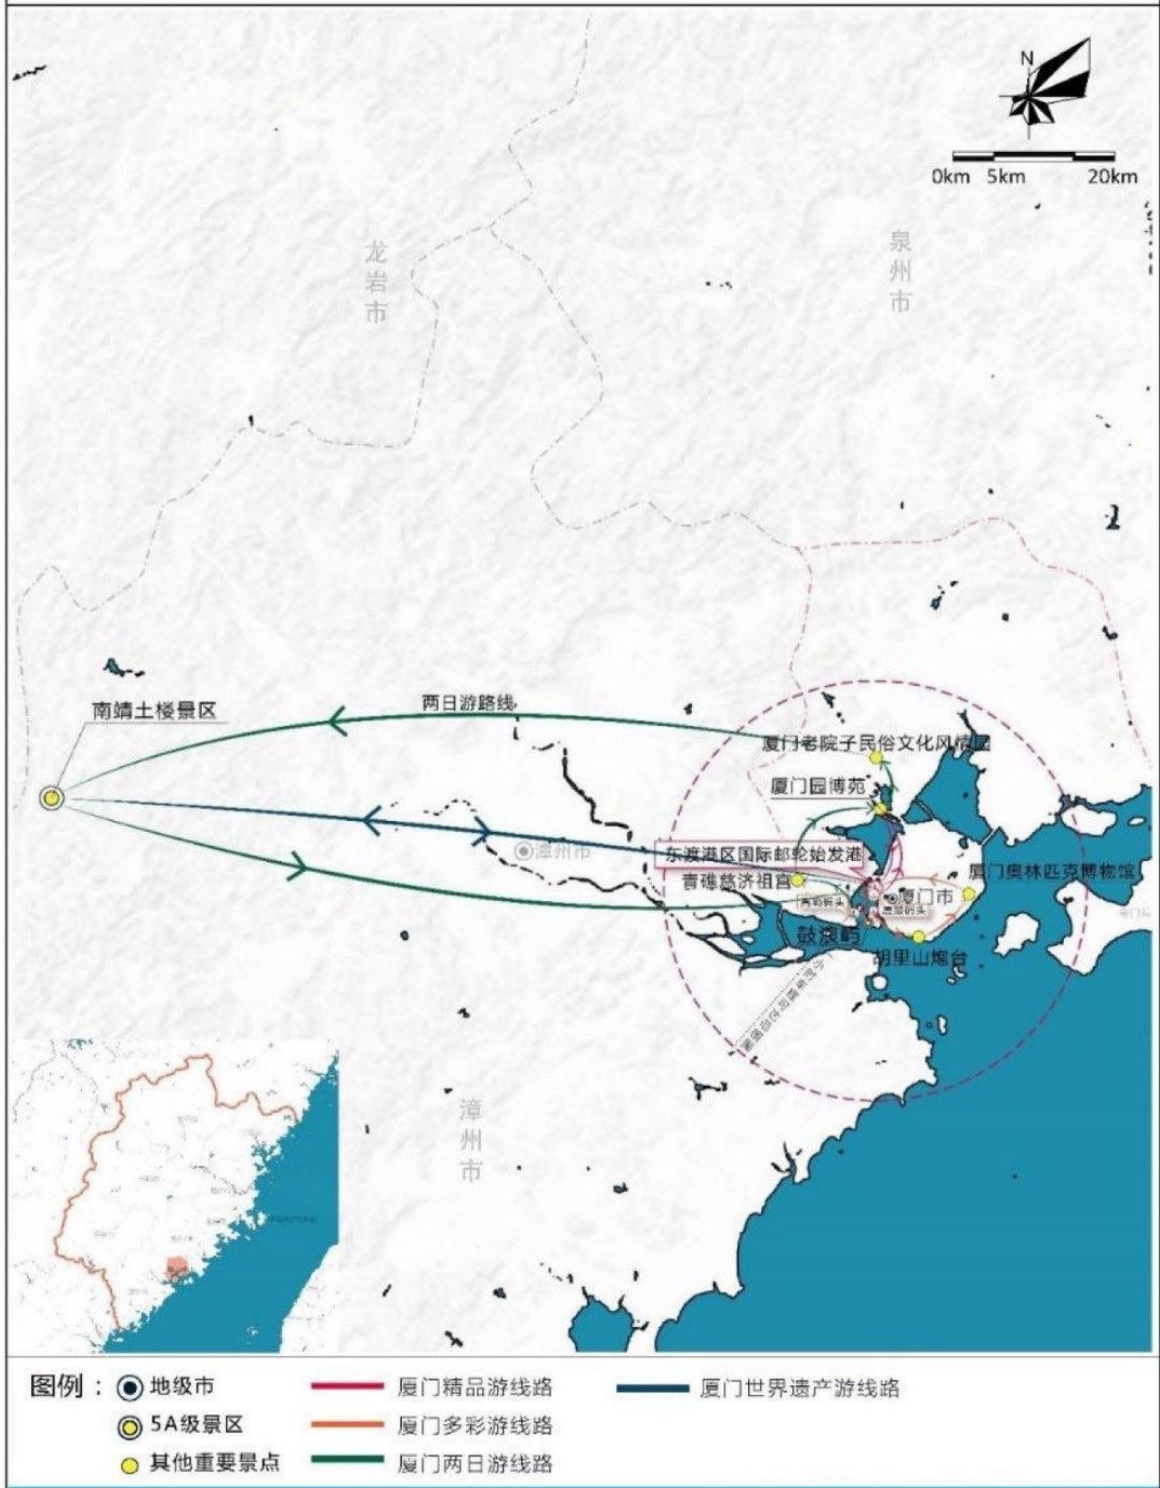 N
0km 5km 20km
龙岩市
泉州市
两日游路线
南靖土楼景区
厦门老院子民俗文化风情园
厦门园博苑
漳州市
东渡港区国际邮轮始发港
青礁慈济祖宫
厦门奥林匹克博物馆
厦门市
嵩屿码头
鼓浪屿
胡里山炮台
漳州市
图例：
地级市
厦门精品游线路
厦门世界遗产游线路
5A级景区
厦门多彩游线路
其他重要景点
厦门两日游线路